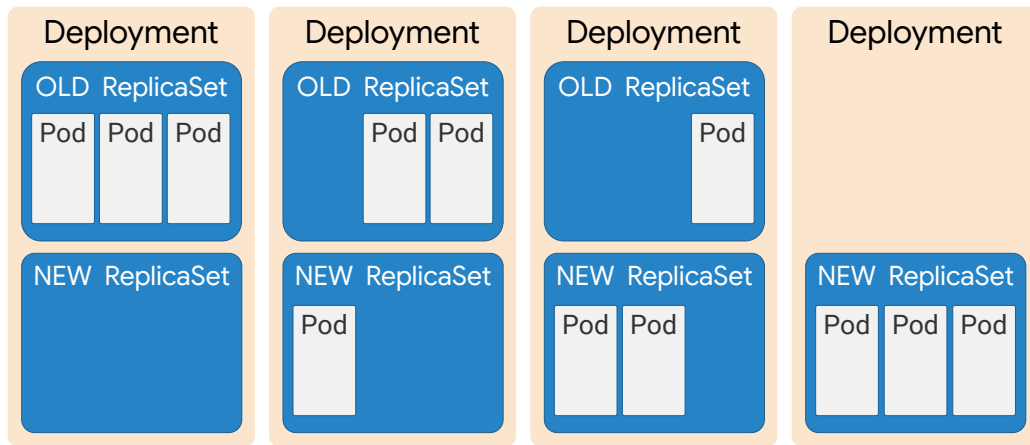 Deployment
OLD ReplicaSet
Pod Pod Pod
NEW ReplicaSet
Deployment
OLD ReplicaSet
Pod Pod
NEW ReplicaSet
Pod
Deployment
OLD ReplicaSet
Pod
NEW ReplicaSet
Pod Pod
Deployment
NEW ReplicaSet
Pod Pod Pod